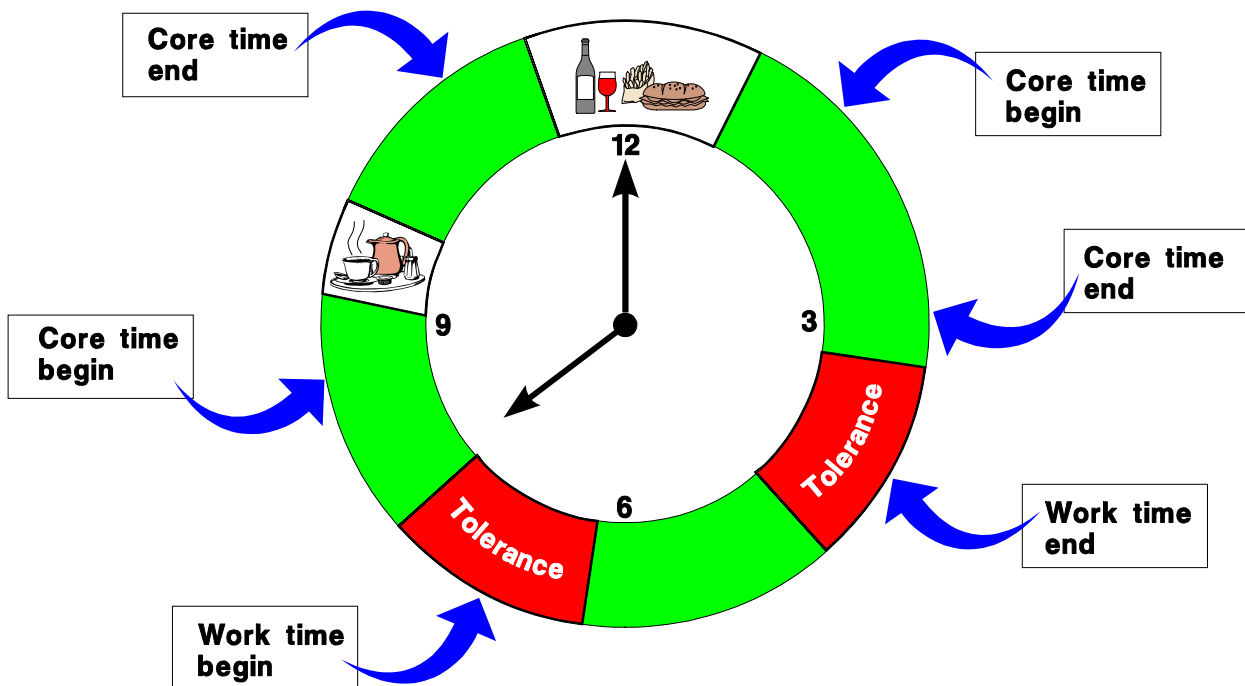 Core time
end
Core time
begin
12
Core time
end
9
3
Core time
begin
Tolerance
Work time
end
6
Tolerance
Work time
begin